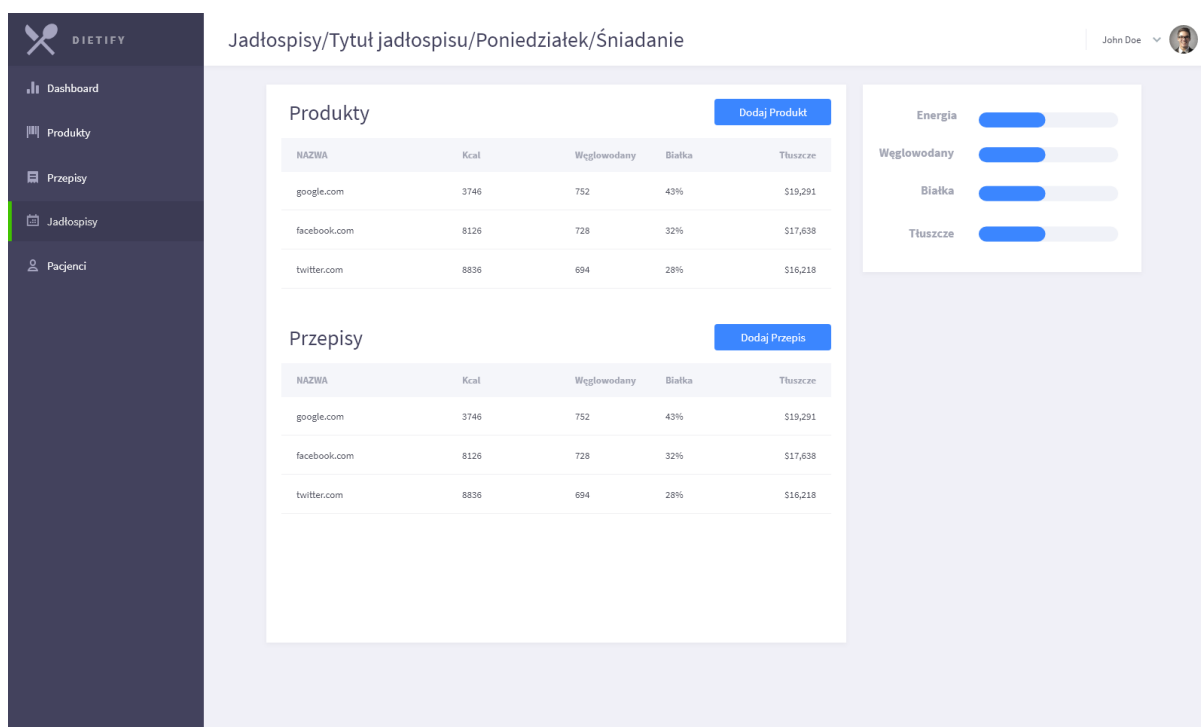 DIETIFY
Jadłospisy/Tytuł jadłospisu/Poniedziałek/Śniadanie
John Doe
Dashboard
Produkty
Przepisy
Jadłospisy
Pacjenci
Produkty
Dodaj Produkt
NAZWA Kcal Węglowodany Białka Tłuszcze
google.com 3746 752 43% $19,291
facebook.com 8126 728 32% $17,638
twitter.com 8836 694 28% $16,218
Przepisy
Dodaj Przepis
NAZWA Kcal Węglowodany Białka Tłuszcze
google.com 3746 752 43% $19,291
facebook.com 8126 728 32% $17,638
twitter.com 8836 694 28% $16,218
Energia
Węglowodany
Białka
Tłuszcze